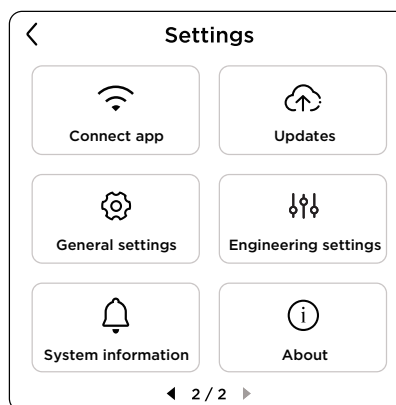 Settings
Connect app
Updates
General settings
Engineering settings
System information
About
2 / 2